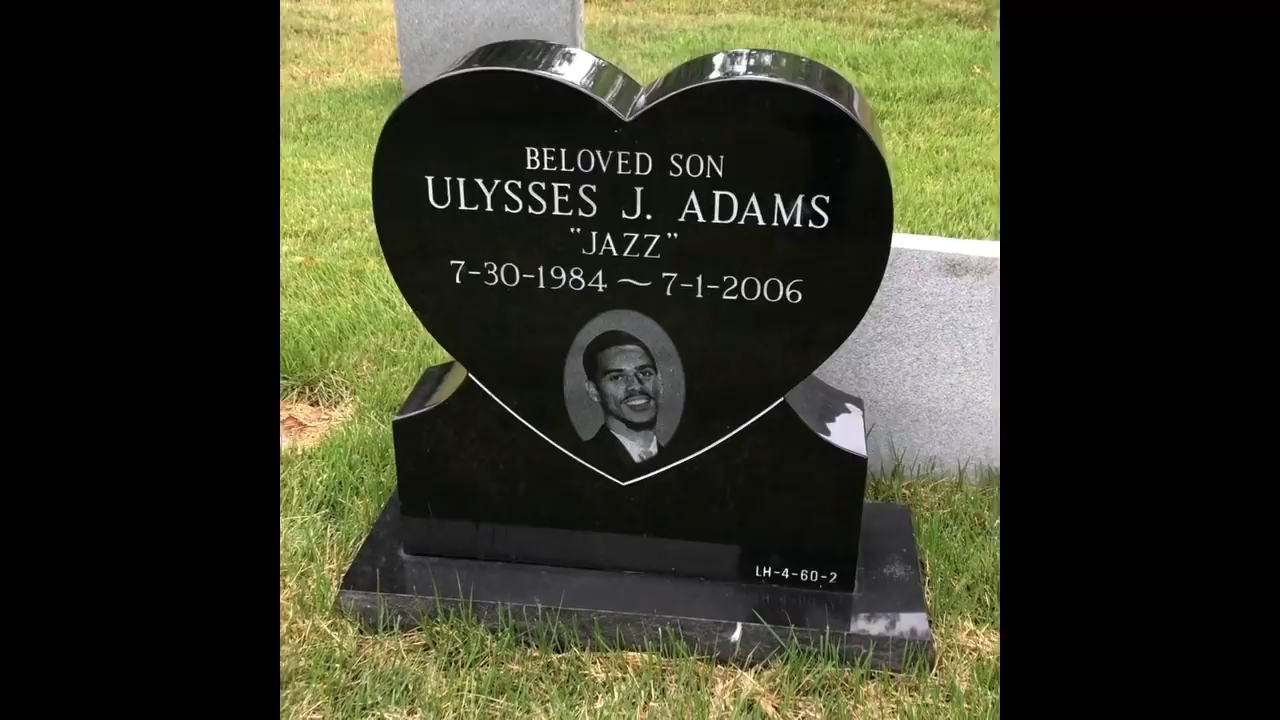 BELOVED SON
ULYSSES J. ADAMS
"JAZZ"
7-30-1984 ~ 7-1-2006
LH-4-60-2